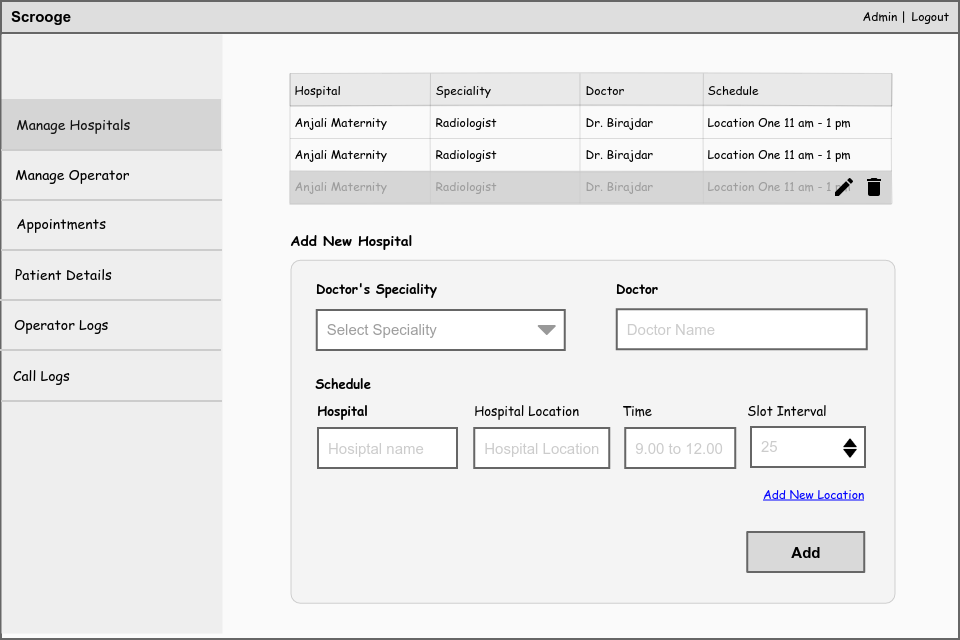 Scrooge
Admin | Logout
Manage Hospitals
Manage Operator
Appointments
Patient Details
Operator Logs
Call Logs
Hospital Speciality Doctor Schedule
Anjali Maternity Radiologist Dr. Birajdar Location One 11 am - 1 pm
Anjali Maternity Radiologist Dr. Birajdar Location One 11 am - 1 pm
Anjali Maternity Radiologist Dr. Birajdar Location One 11 am - 1 pm
Add New Hospital
Doctor's Speciality Doctor
Select Speciality Doctor Name
Schedule
Hospital Hospital Location Time Slot Interval
Hosiptal name Hospital Location 9.00 to 12.00 25
Add New Location
Add